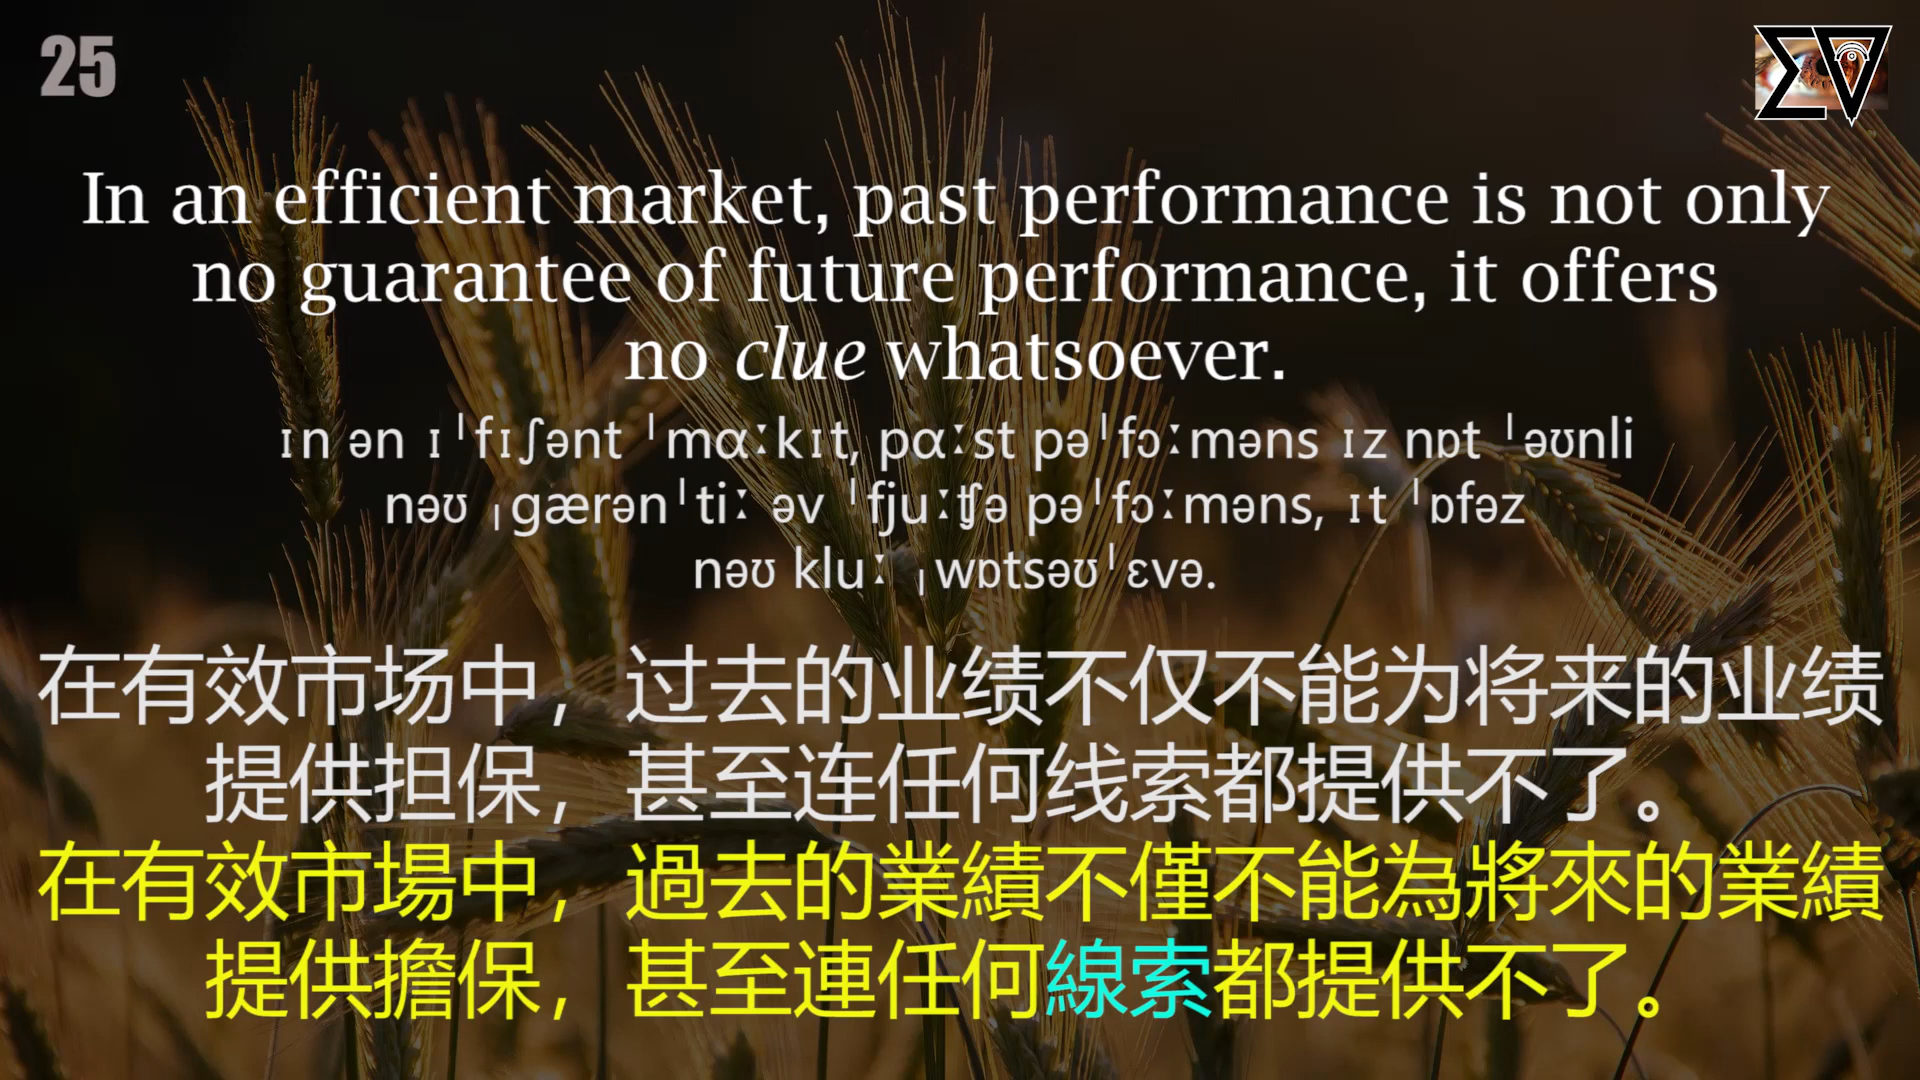 25
In an efficient market, past performance is not only
no guarantee of future performance, it offers
no clue whatsoever.
ɪn ən ɪˈfɪʃənt ˈmɑːkɪt, pɑːst pəˈfɔːməns ɪz nɒt ˈəʊnli
nəʊ ˌgærənˈtiː əv ˈfjuːʧə pəˈfɔːməns, ɪt ˈɒfəz
nəʊ kluː ˌwɒtsəʊˈɛvə.
在有效市场中，过去的业绩不仅不能为将来的业绩
提供担保，甚至连任何线索都提供不了。
在有效市場中，過去的業績不僅不能為將來的業績
提供擔保，甚至連任何線索都提供不了。